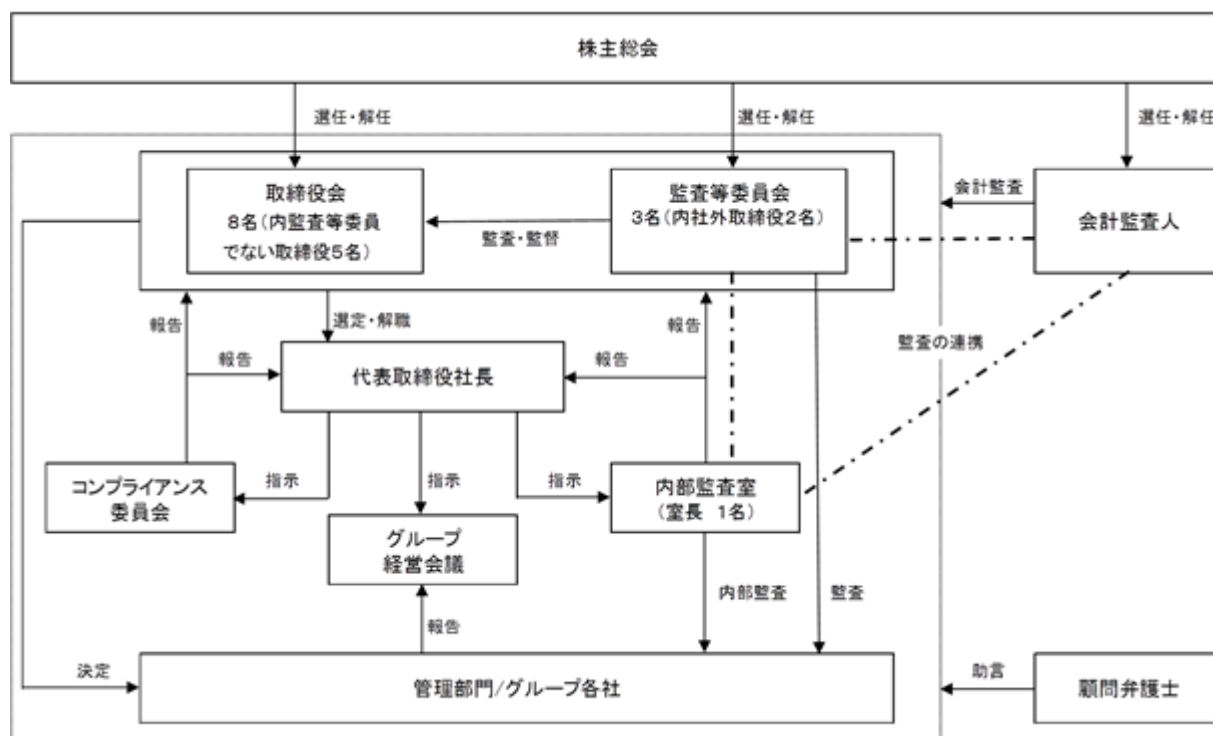 株主総会
選任・解任
選任・解任
選任・解任
取締役会
8名(内監査等委員
でない取締役5名)
監査・監督
監査等委員会
3名(内社外取締役2名)
会計監査
会計監査人
報告
選定・解職
報告
監査の連携
報告
代表取締役社長
報告
コンプライアンス
委員会
指示
指示
指示
内部監査室
(室長 1名)
グループ
経営会議
内部監査
監査
報告
決定
管理部門/グループ各社
助言
顧問弁護士